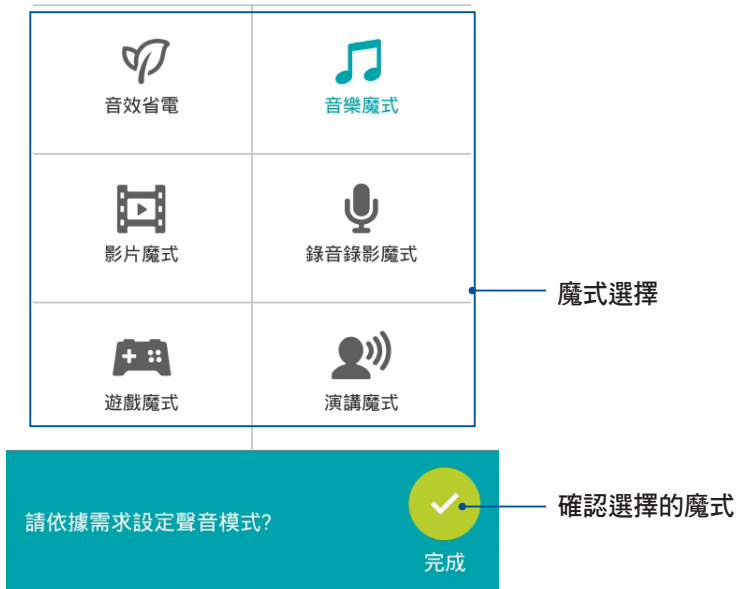 音效省電
音樂魔式
影片魔式
錄音錄影魔式
魔式選擇
遊戲魔式
演講魔式
請依據需求設定聲音模式?
確認選擇的魔式
完成